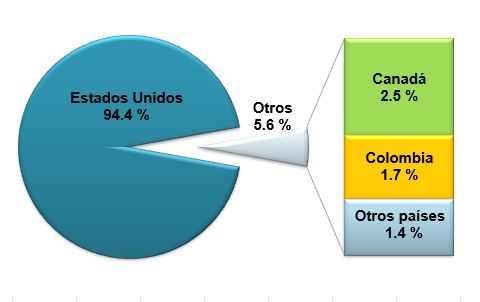 Estados Unidos
94.4 %
Otros
5.6 %
Canadá
2.5 %
Colombia
1.7 %
Otros países
1.4 %